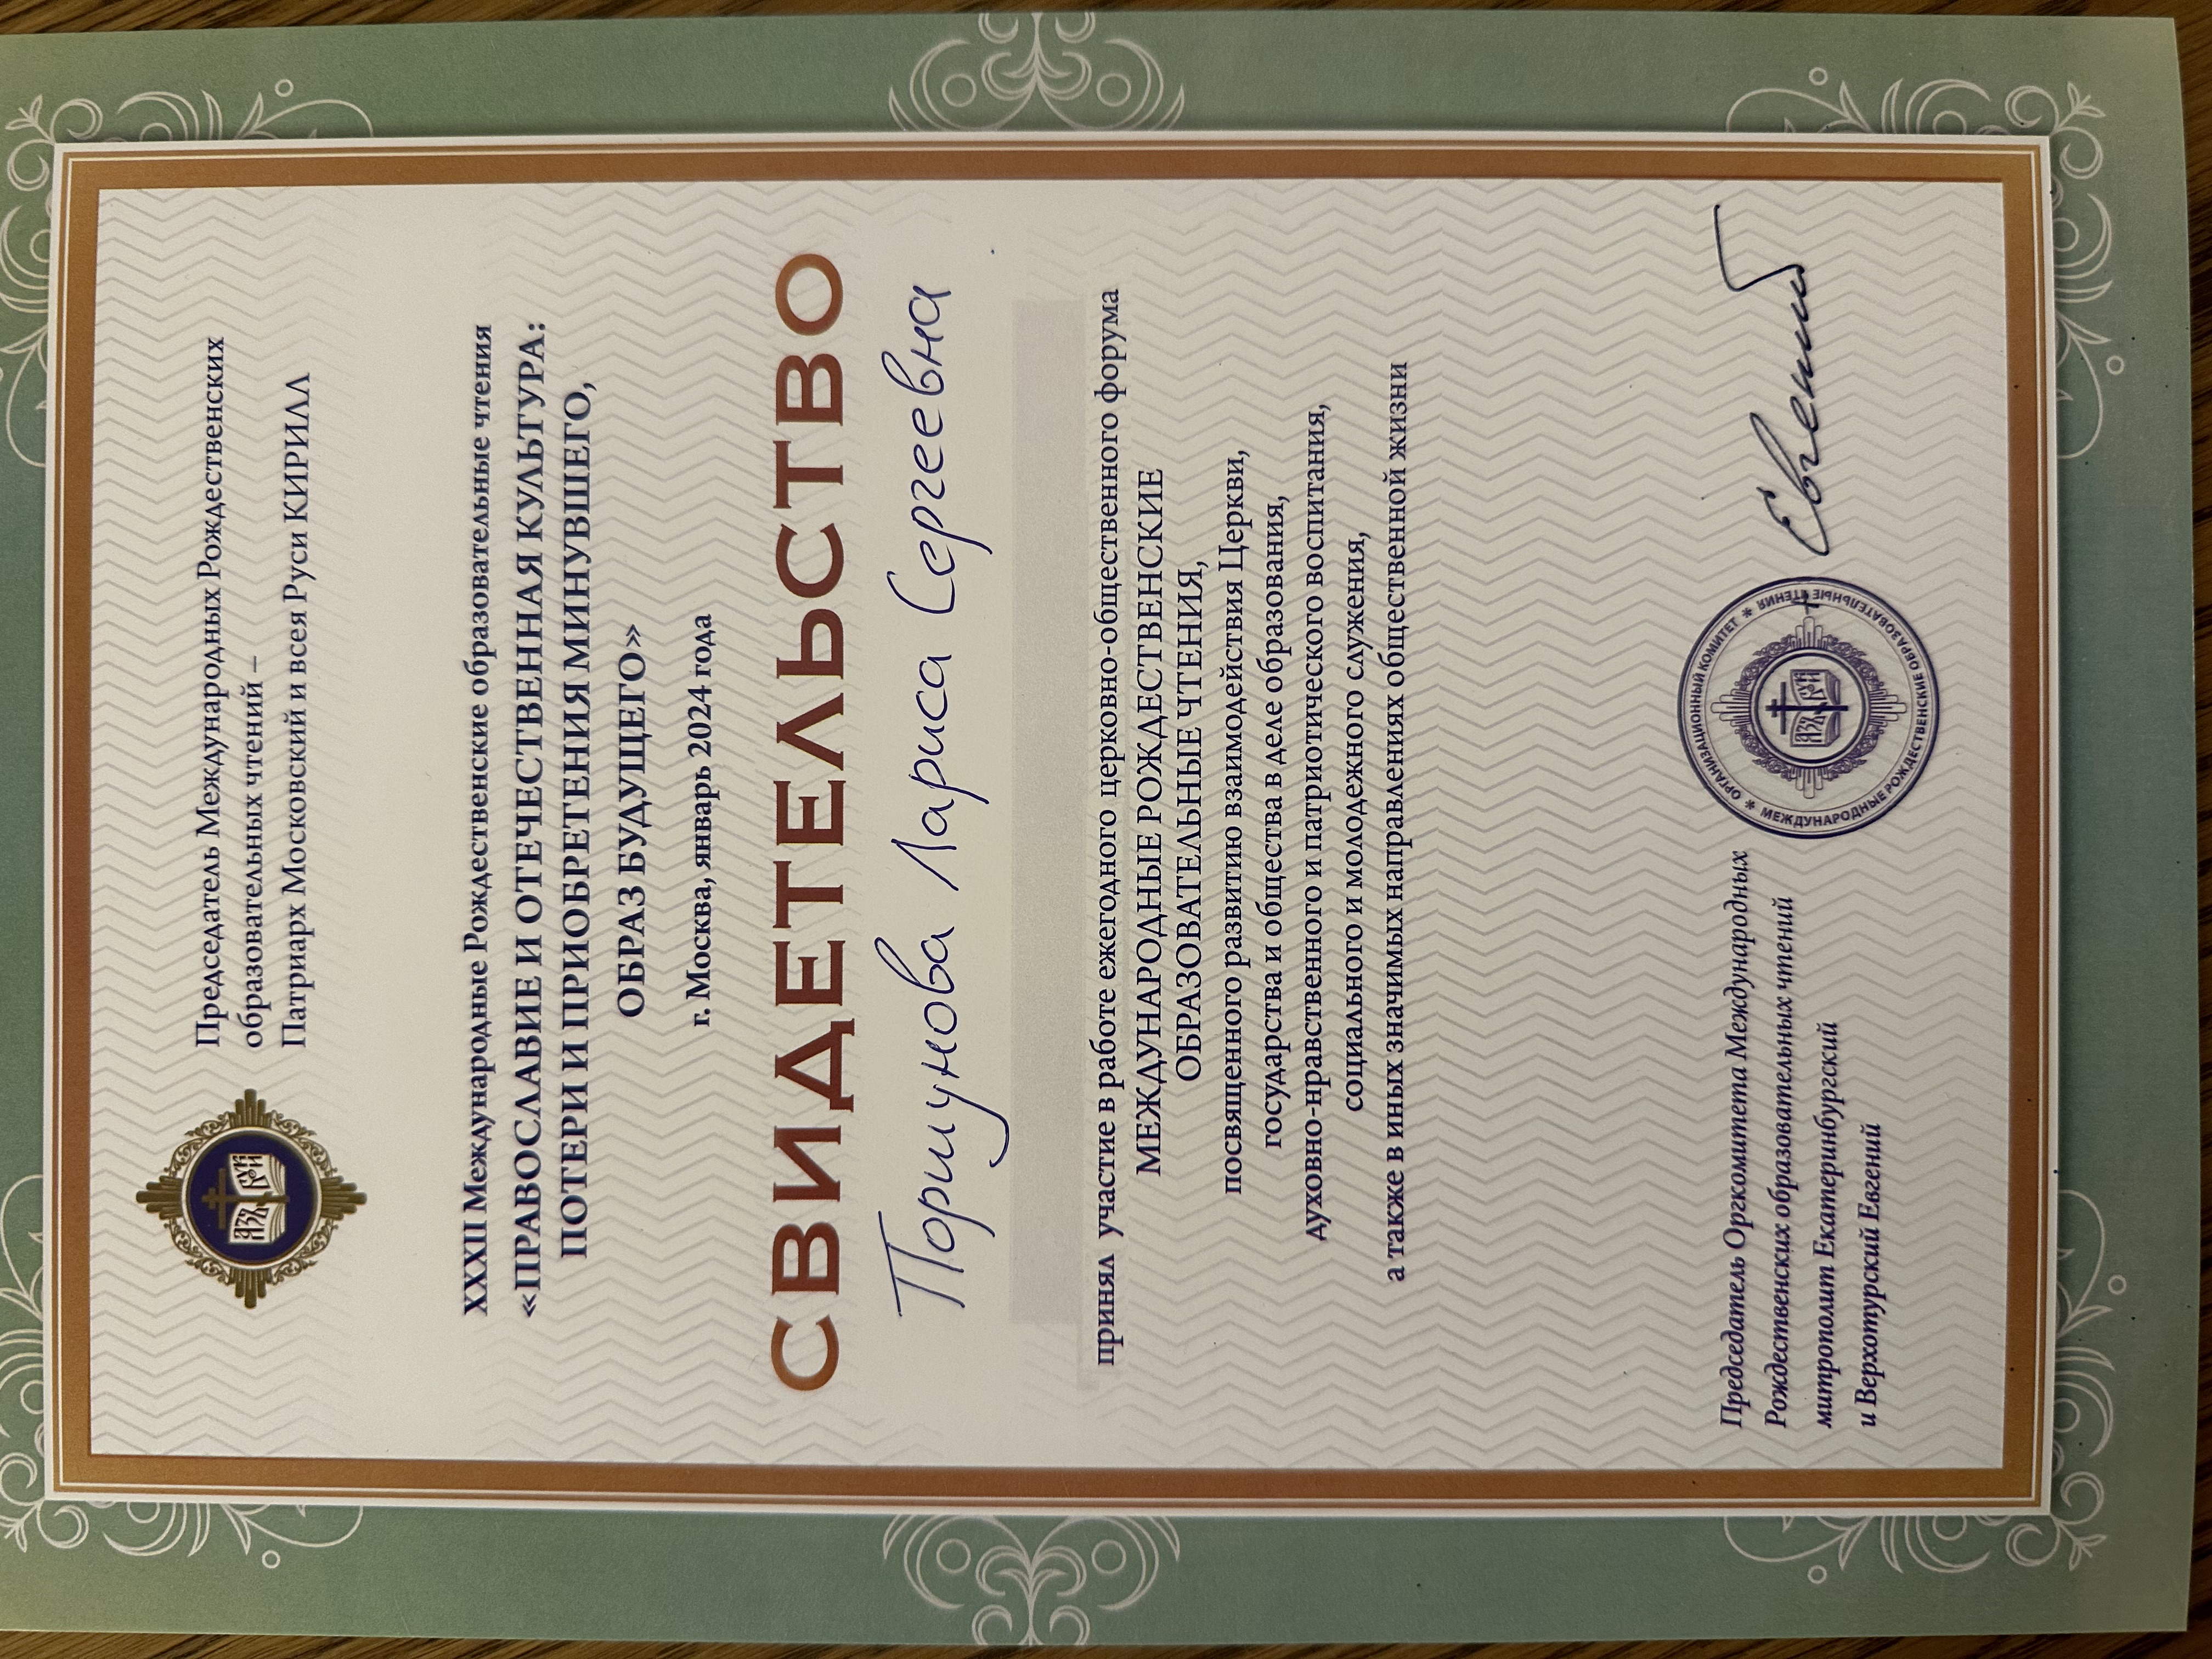 Председатель Международных Рождественских
образовательных чтений –
Патриарх Московский и всея Руси КИРИЛЛ
АЗЪ
XXXII Международные Рождественские образовательные чтения
«ПРАВОСЛАВИЕ И ОТЕЧЕСТВЕННАЯ КУЛЬТУРА:
ПОТЕРИ И ПРИОБРЕТЕНИЯ МИНУВШЕГО,
ОБРАЗ БУДУЩЕГО»
г. Москва, январь 2024 года
СВИДЕТЕЛЬСТВО
Поршунова Лариса Сергеевна
принял участие в работе ежегодного церковно-общественного форума
МЕЖДУНАРОДНЫЕ РОЖДЕСТВЕНСКИЕ
ОБРАЗОВАТЕЛЬНЫЕ ЧТЕНИЯ,
посвященного развитию взаимодействия Церкви,
государства и общества в деле образования,
духовно-нравственного и патриотического воспитания,
социального и молодежного служения,
а также в иных значимых направлениях общественной жизни
Председатель Оргкомитета Международных
Рождественских образовательных чтений
митрополит Екатеринбургский
и Верхотурский Евгений
ОРГАНИЗАЦИОННЫЙ КОМИТЕТ * МЕЖДУНАРОДНЫЕ РОЖДЕСТВЕНСКИЕ ОБРАЗОВАТЕЛЬНЫЕ ЧТЕНИЯ *
Евгений